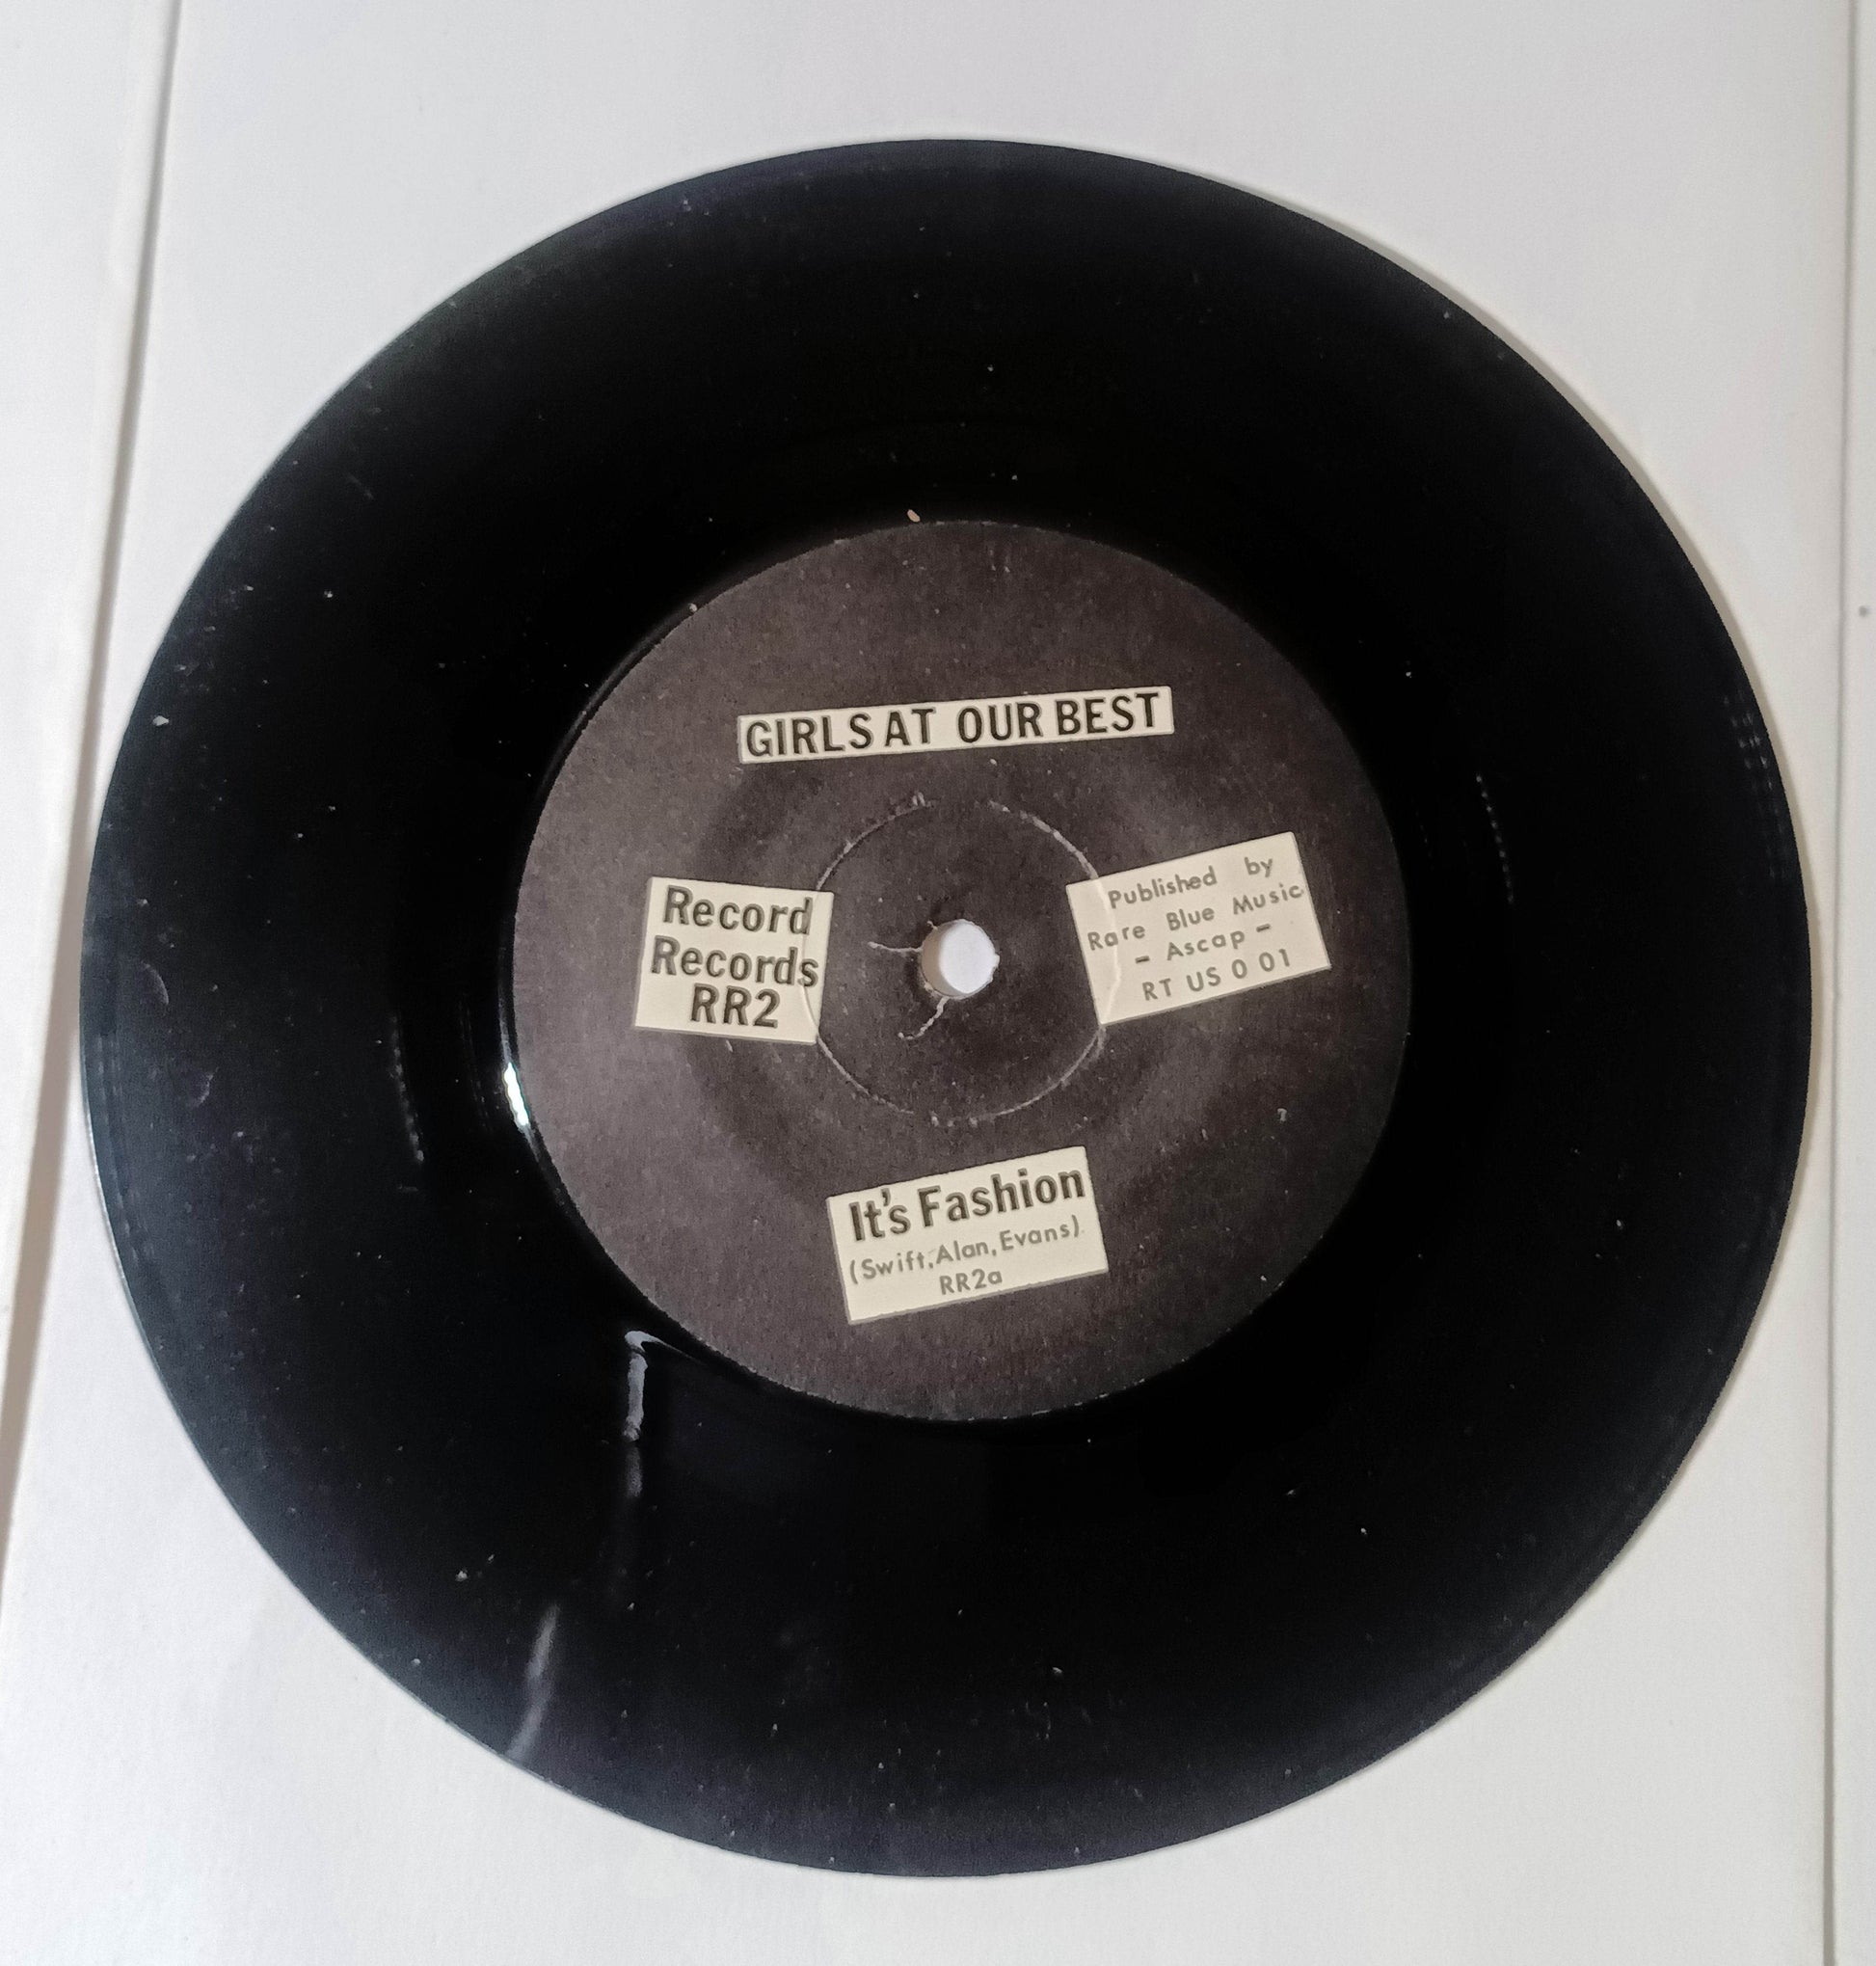 GIRLS AT OUR BEST
Record
Records
RR2
Published by
Rare Blue Music
- Ascap -
RT US 0 01
It's Fashion
(Swift, Alan, Evans)
RR2a